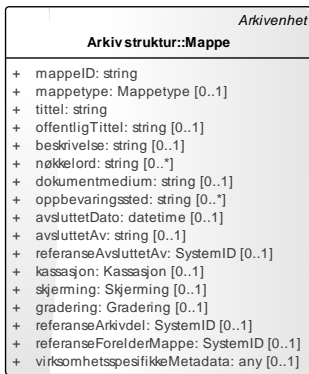 Arkivenhet
Arkivstruktur::Mappe
+ mappeID: string
+ mappetype: Mappetype [0..1]
+ tittel: string
+ offentligTittel: string [0..1]
+ beskrivelse: string [0..1]
+ nøkkelord: string [0..*]
+ dokumentmedium: string [0..1]
+ oppbevaringssted: string [0..*]
+ avsluttetDato: datetime [0..1]
+ avsluttetAv: string [0..1]
+ referanseAvsluttetAv: SystemID [0..1]
+ kassasjon: Kassasjon [0..1]
+ skjerming: Skjerming [0..1]
+ gradering: Gradering [0..1]
+ referanseArkivdel: SystemID [0..1]
+ referanseForelderMappe: SystemID [0..1]
+ virksomhetsspesifikkeMetadata: any [0..1]